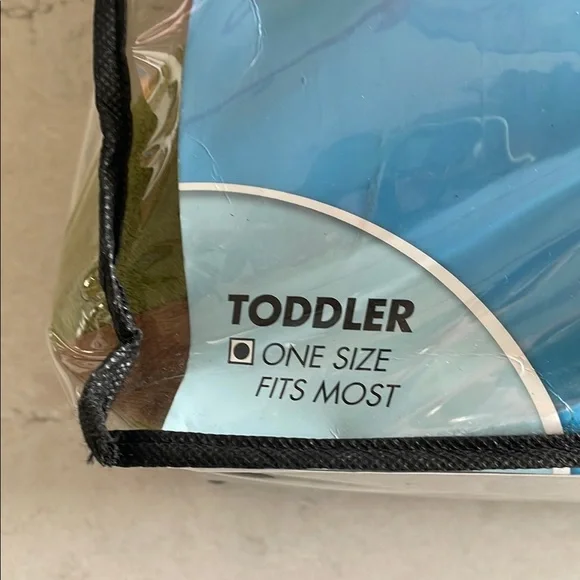 TODDLER
ONE SIZE
FITS MOST